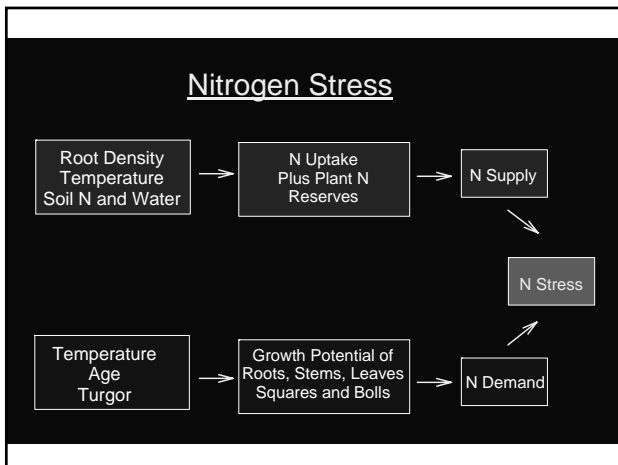 Nitrogen Stress
Root Density
Temperature
Soil N and Water
N Uptake
Plus Plant N
Reserves
N Supply
N Stress
Temperature
Age
Turgor
Growth Potential of
Roots, Stems, Leaves
Squares and Bolls
N Demand